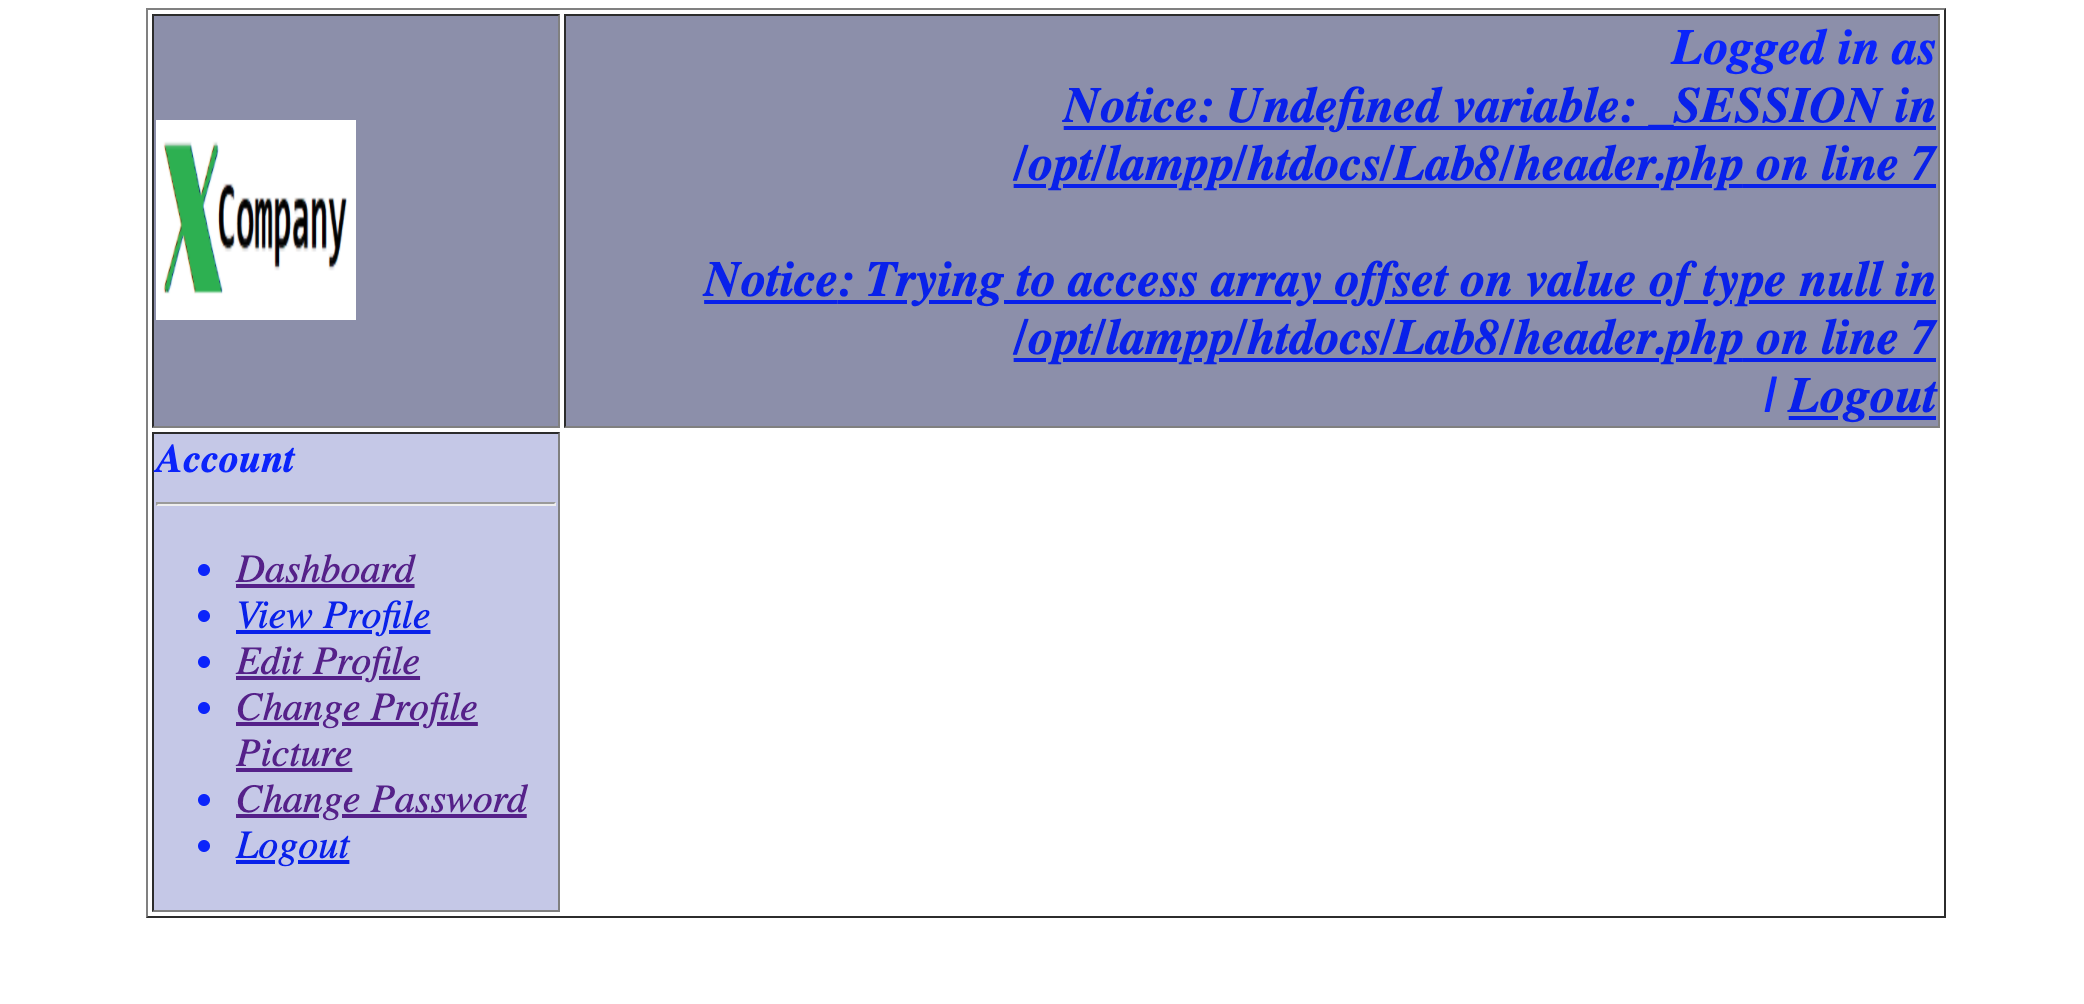 X Company
Logged in as
Notice: Undefined variable: _SESSION in
/opt/lampp/htdocs/Lab8/header.php on line 7
Notice: Trying to access array offset on value of type null in
/opt/lampp/htdocs/Lab8/header.php on line 7
| Logout
Account
Dashboard
View Profile
Edit Profile
Change Profile
Picture
Change Password
Logout